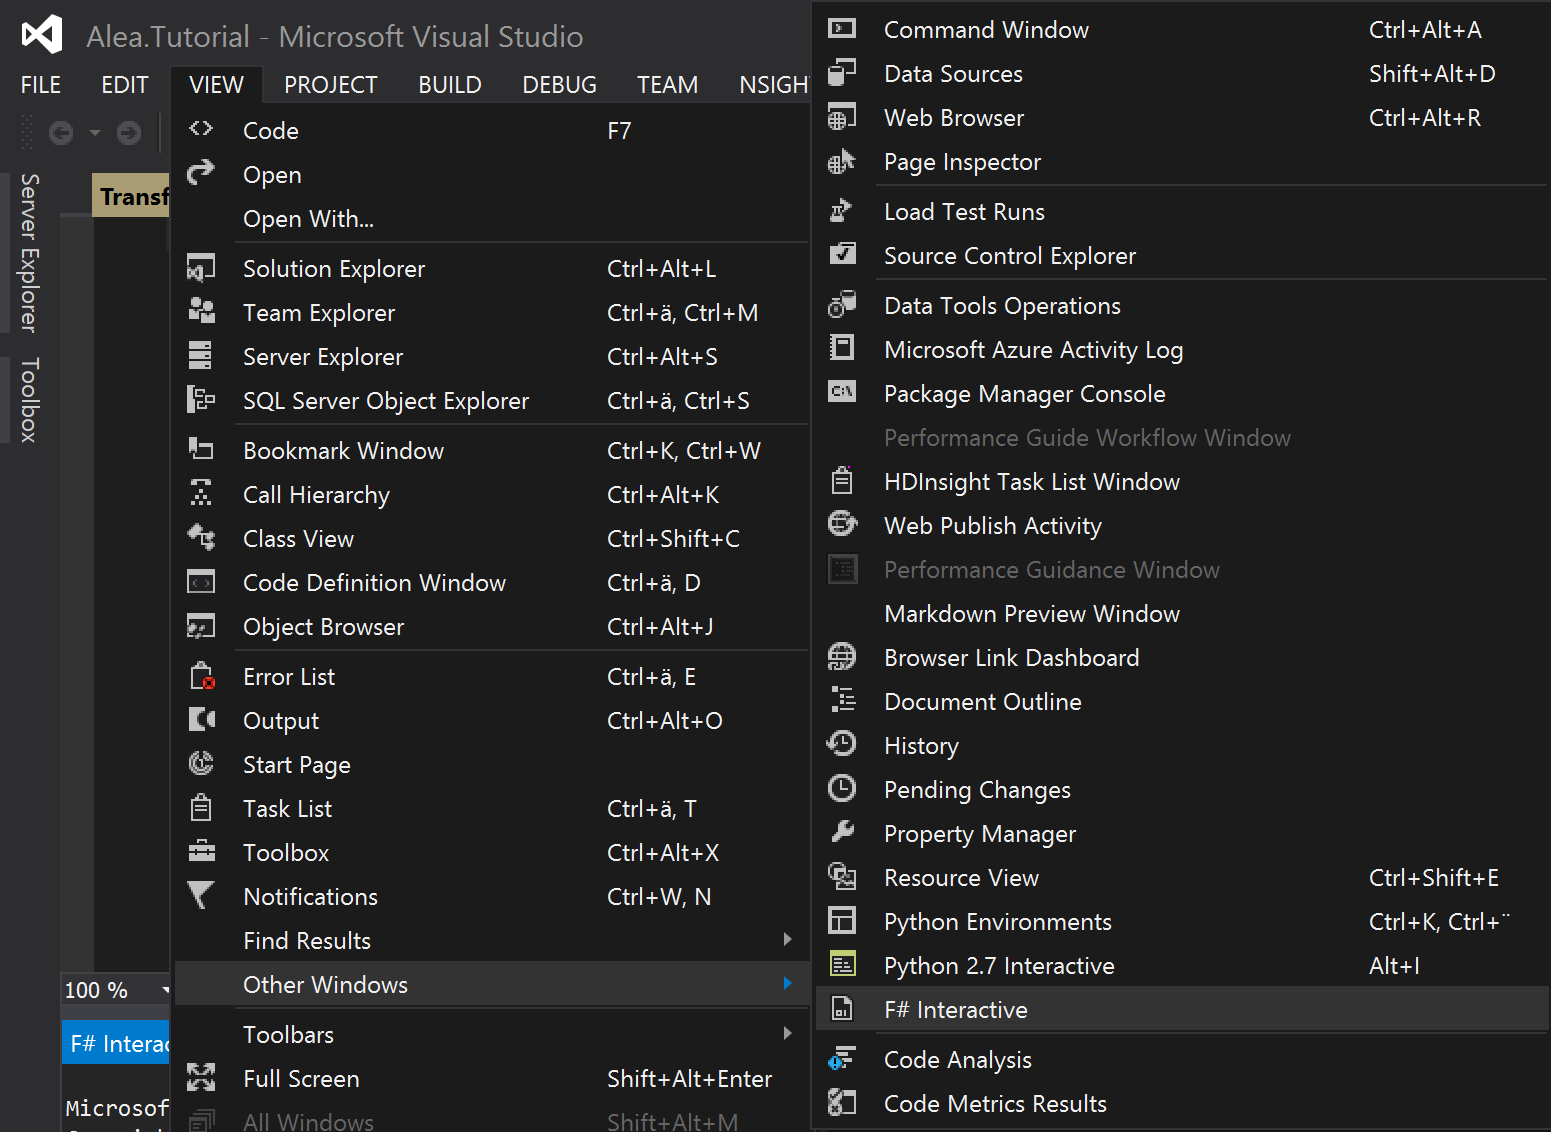 Alea.Tutorial - Microsoft Visual Studio
FILE EDIT VIEW PROJECT BUILD DEBUG TEAM NSIGH
Server Explorer
Toolbox
Transf
100 %
F# Interac
Microsof
Code F7
Open
Open With...
Solution Explorer Ctrl+Alt+L
Team Explorer Ctrl+ä, Ctrl+M
Server Explorer Ctrl+Alt+S
SQL Server Object Explorer Ctrl+ä, Ctrl+S
Bookmark Window Ctrl+K, Ctrl+W
Call Hierarchy Ctrl+Alt+K
Class View Ctrl+Shift+C
Code Definition Window Ctrl+ä, D
Object Browser Ctrl+Alt+J
Error List Ctrl+ä, E
Output Ctrl+Alt+O
Start Page
Task List Ctrl+ä, T
Toolbox Ctrl+Alt+X
Notifications Ctrl+W, N
Find Results
Other Windows
Toolbars
Full Screen Shift+Alt+Enter
All Windows Shift+Alt+M
Command Window Ctrl+Alt+A
Data Sources Shift+Alt+D
Web Browser Ctrl+Alt+R
Page Inspector
Load Test Runs
Source Control Explorer
Data Tools Operations
Microsoft Azure Activity Log
Package Manager Console
Performance Guide Workflow Window
HDInsight Task List Window
Web Publish Activity
Performance Guidance Window
Markdown Preview Window
Browser Link Dashboard
Document Outline
History
Pending Changes
Property Manager
Resource View Ctrl+Shift+E
Python Environments Ctrl+K, Ctrl+¨
Python 2.7 Interactive Alt+I
F# Interactive
Code Analysis
Code Metrics Results